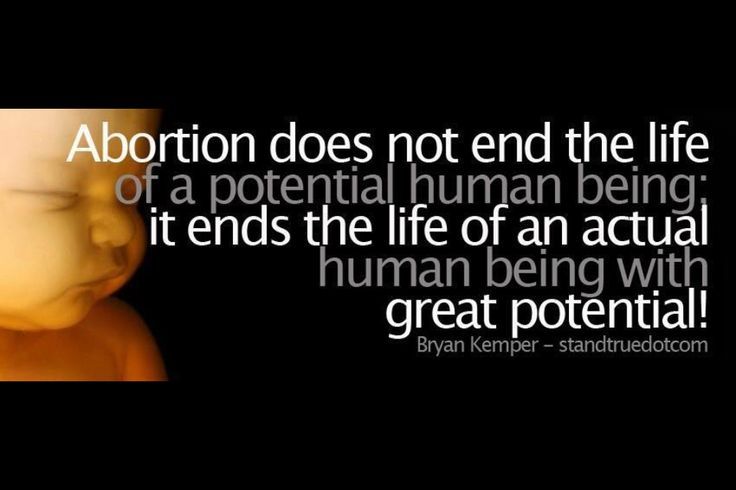 Abortion does not end the life
of a potential human being;
it ends the life of an actual
human being with
great potential!
Bryan Kemper – standtruedotcom